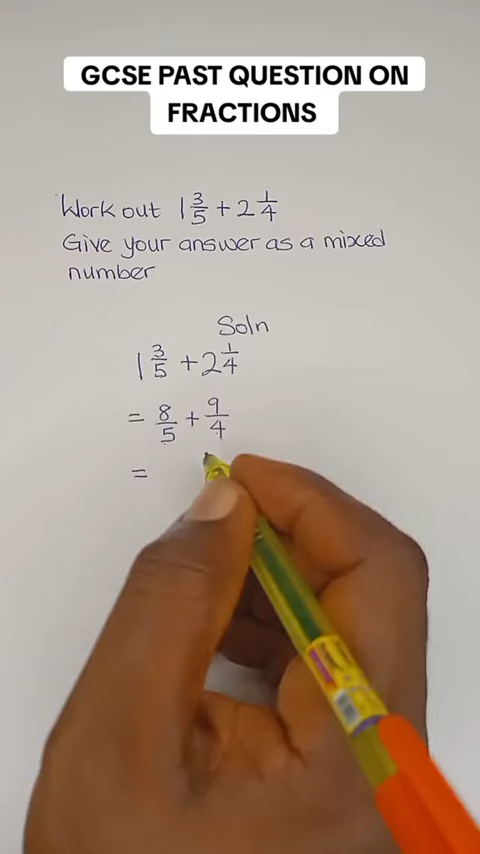 GCSE PAST QUESTION ON
FRACTIONS
Work out 1 3/5 + 2 1/4
Give your answer as a mixed
number
Soln
1 3/5 + 2 1/4
= 8/5 + 9/4
=